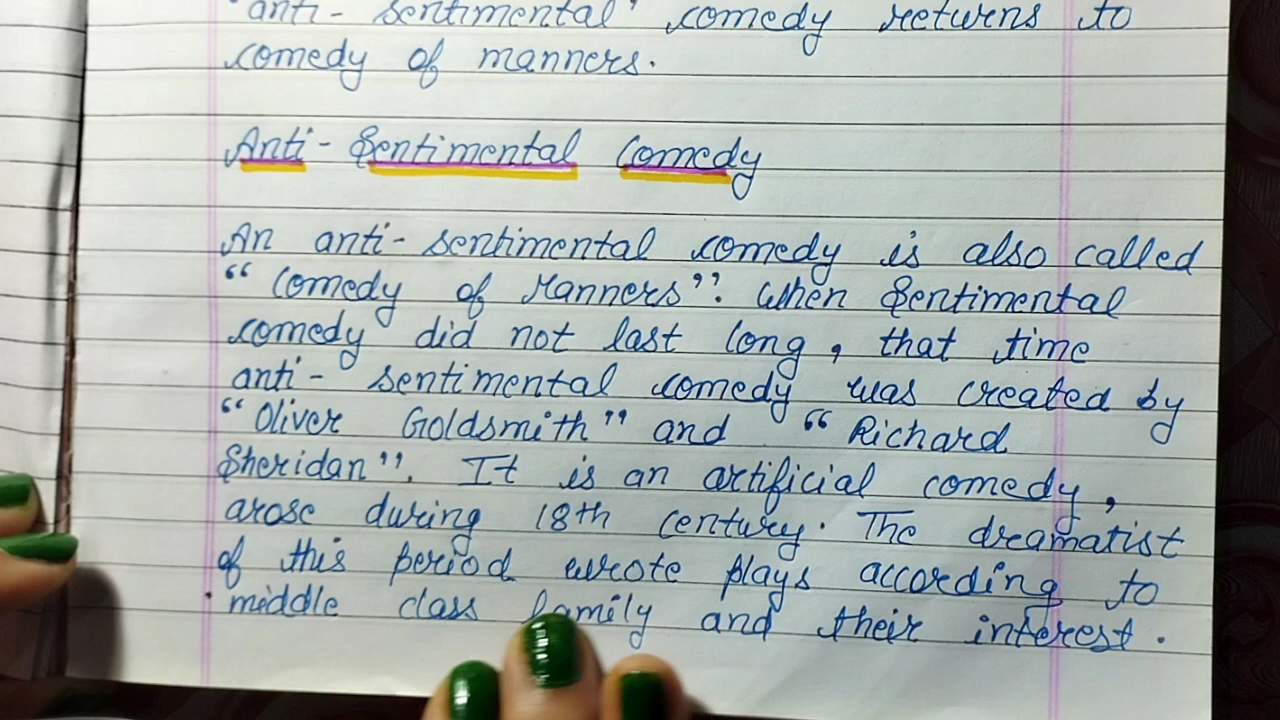 "anti- sentimental" comedy returns to
comedy of manners.
Anti- Sentimental Comedy
An anti- sentimental comedy is also called
"Comedy of Manners". When Sentimental
comedy did not last long, that time
anti- sentimental comedy was created by
"Oliver Goldsmith" and "Richard
Sheridan". It is an artificial comedy,
arose during 18th century. The dramatist
of this period wrote plays according to
middle class family and their interest.